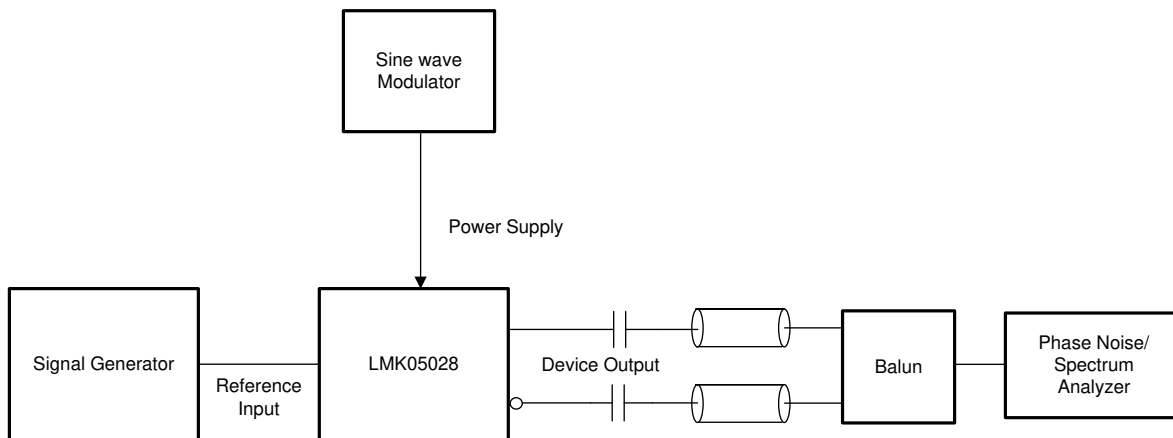 Sine wave
Modulator
Power Supply
Signal Generator
Reference
Input
LMK05028
Device Output
Balun
Phase Noise/
Spectrum
Analyzer